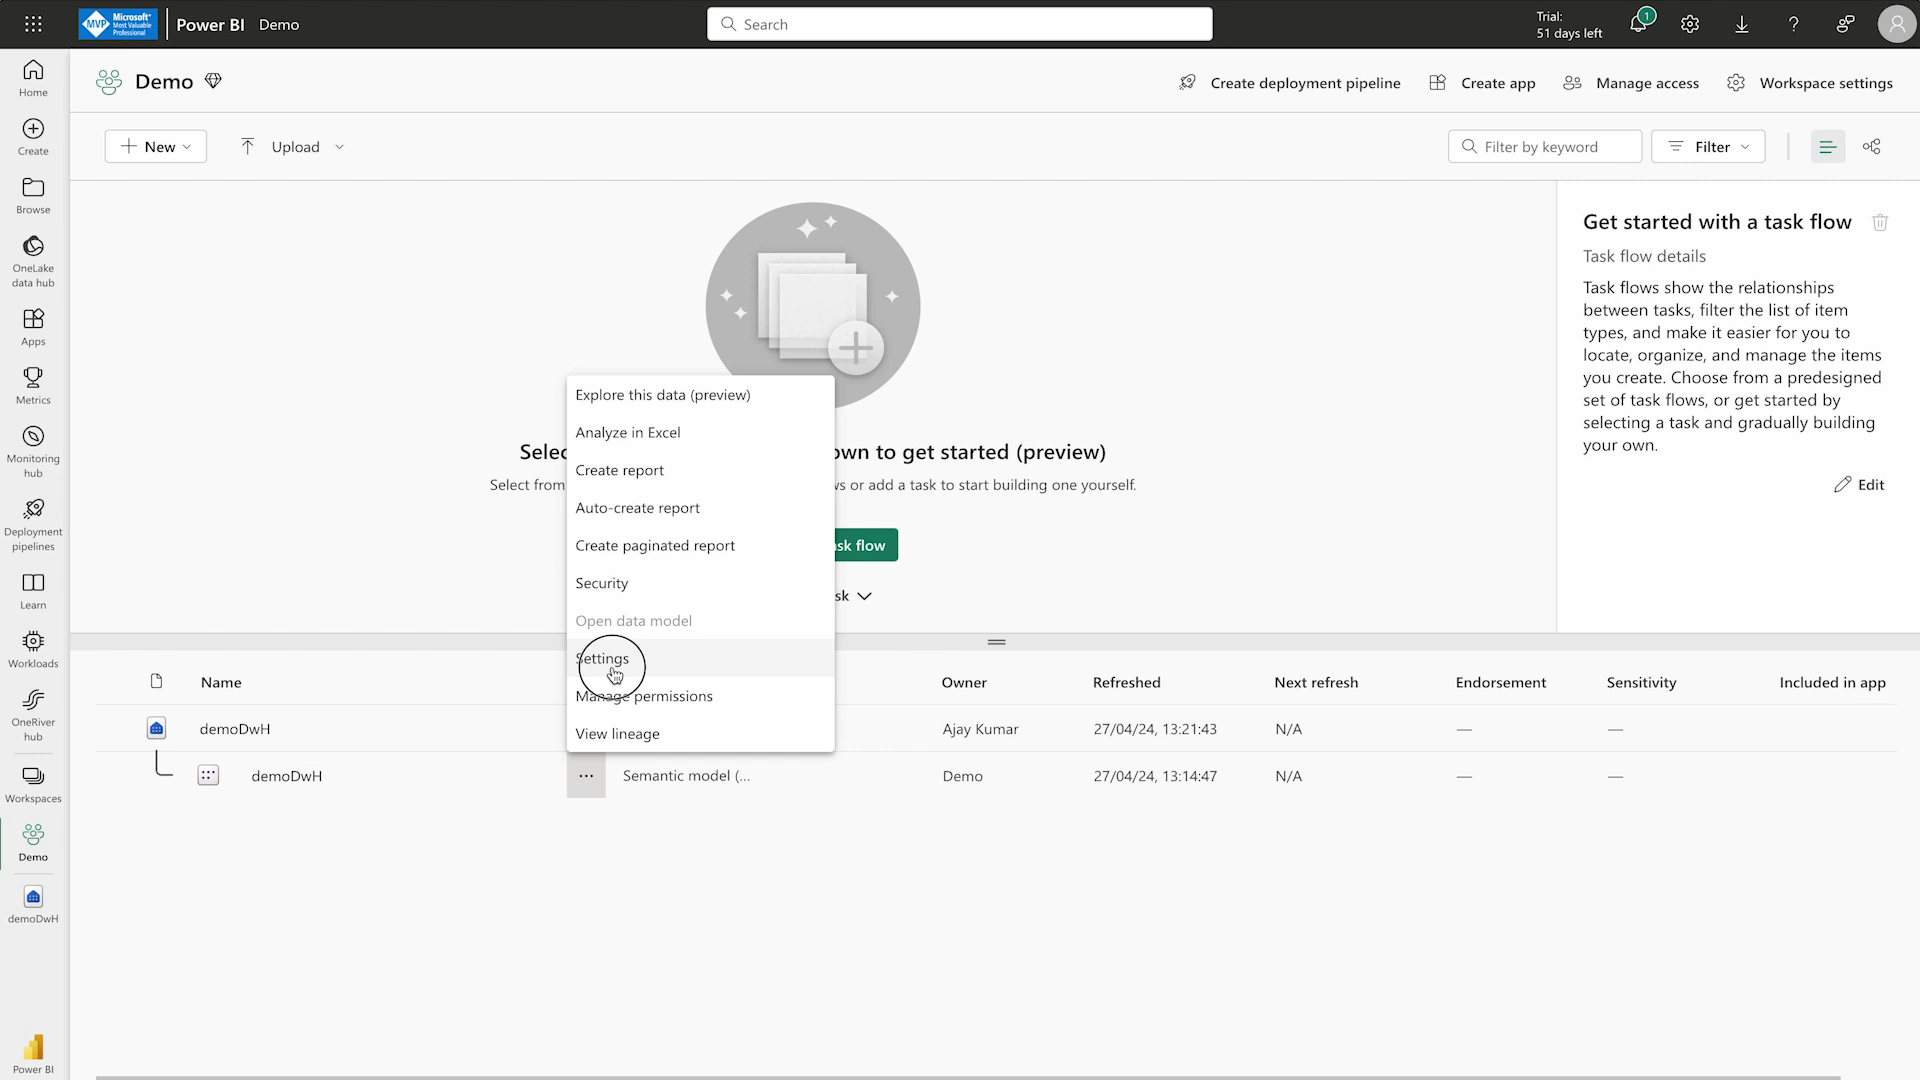 MVP
Microsoft®
Most Valuable
Professional
Power BI
Demo
Search
Trial:
51 days left
1
Home
Create
Browse
OneLake
data hub
Apps
Metrics
Monitoring
hub
Deployment
pipelines
Learn
Workloads
OneRiver
hub
Workspaces
Demo
demoDwH
Power BI
Demo
Create deployment pipeline
Create app
Manage access
Workspace settings
New
Upload
Filter by keyword
Filter
own to get started (preview)
Select from
ws or add a task to start building one yourself.
sk flow
sk
Explore this data (preview)
Analyze in Excel
Create report
Auto-create report
Create paginated report
Security
Open data model
Settings
Manage permissions
View lineage
Get started with a task flow
Task flow details
Task flows show the relationships
between tasks, filter the list of item
types, and make it easier for you to
locate, organize, and manage the items
you create. Choose from a predesigned
set of task flows, or get started by
selecting a task and gradually building
your own.
Edit
Name Owner Refreshed Next refresh Endorsement Sensitivity Included in app
demoDwH Ajay Kumar 27/04/24, 13:21:43 N/A — —
demoDwH ... Semantic model (... Demo 27/04/24, 13:14:47 N/A — —